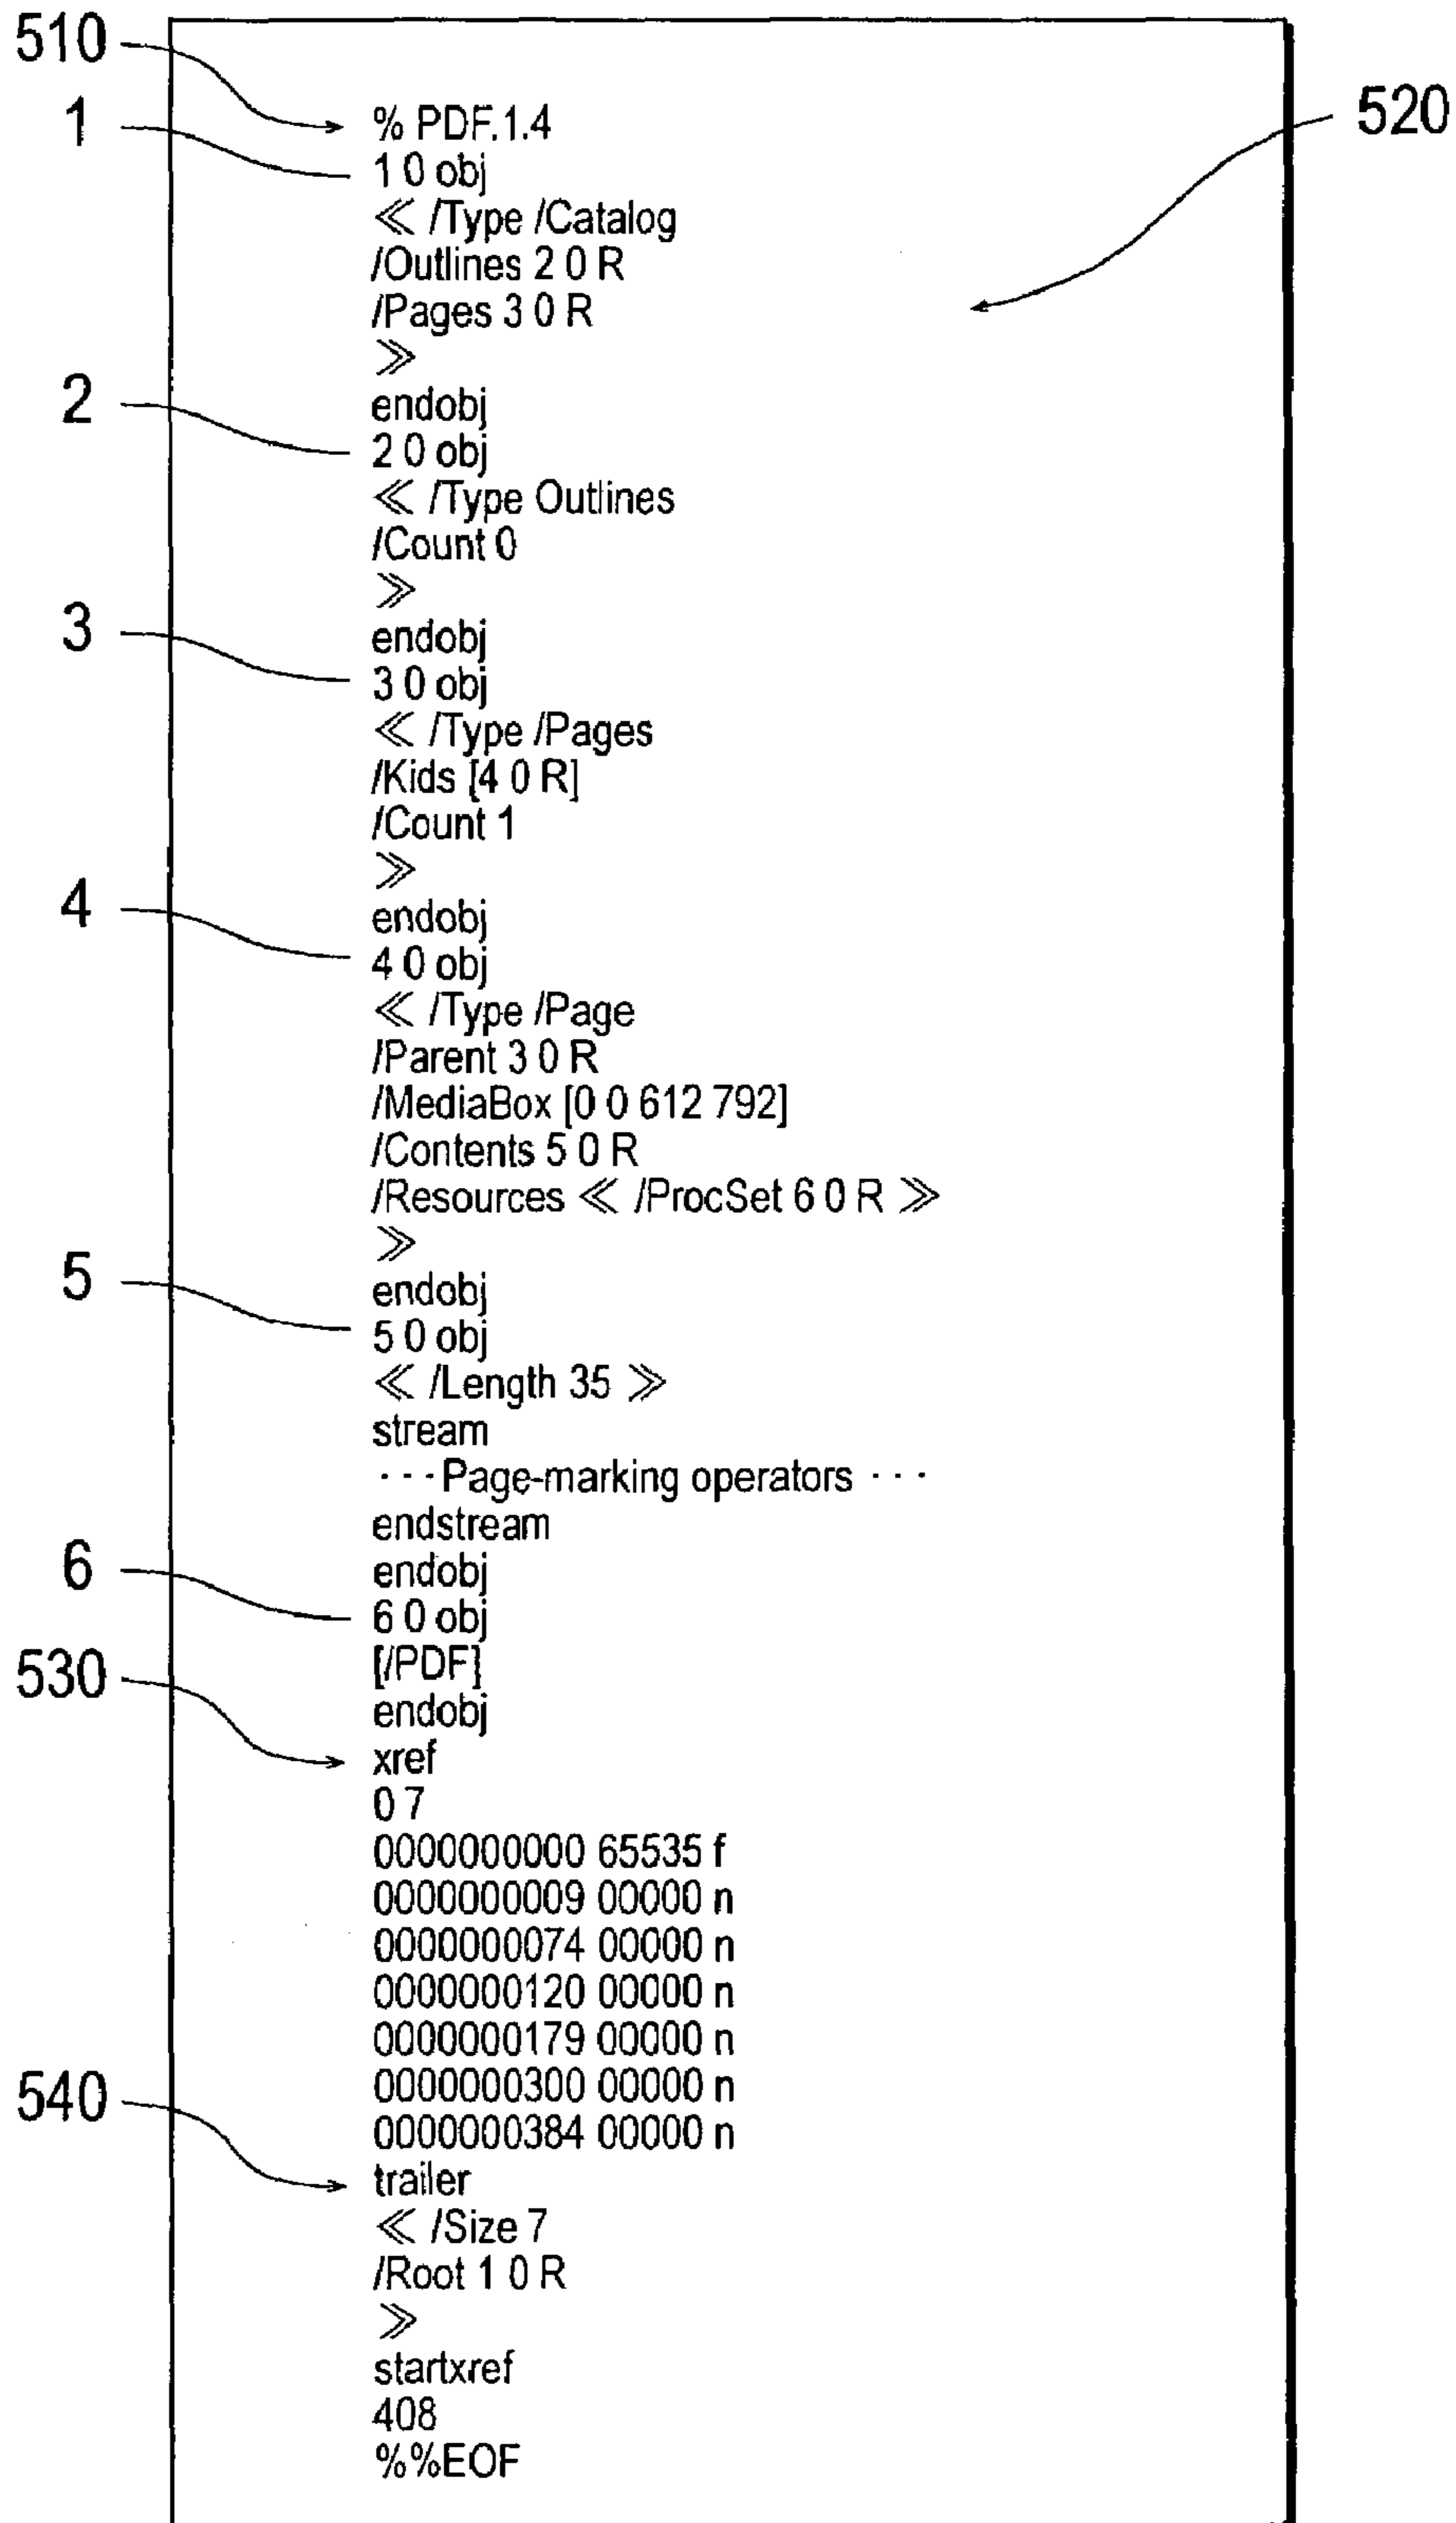 510
520
1
% PDF.1.4
1 0 obj
≪ /Type /Catalog
/Outlines 2 0 R
/Pages 3 0 R
≫
2
endobj
2 0 obj
≪ /Type Outlines
/Count 0
≫
3
endobj
3 0 obj
≪ /Type /Pages
/Kids [4 0 R]
/Count 1
≫
4
endobj
4 0 obj
≪ /Type /Page
/Parent 3 0 R
/MediaBox [0 0 612 792]
/Contents 5 0 R
/Resources ≪ /ProcSet 6 0 R ≫
≫
5
endobj
5 0 obj
≪ /Length 35 ≫
stream
· · · Page-marking operators · · ·
endstream
6
endobj
6 0 obj
[/PDF]
530
endobj
xref
0 7
0000000000 65535 f
0000000009 00000 n
0000000074 00000 n
0000000120 00000 n
0000000179 00000 n
0000000300 00000 n
540
0000000384 00000 n
trailer
≪ /Size 7
/Root 1 0 R
≫
startxref
408
%%EOF